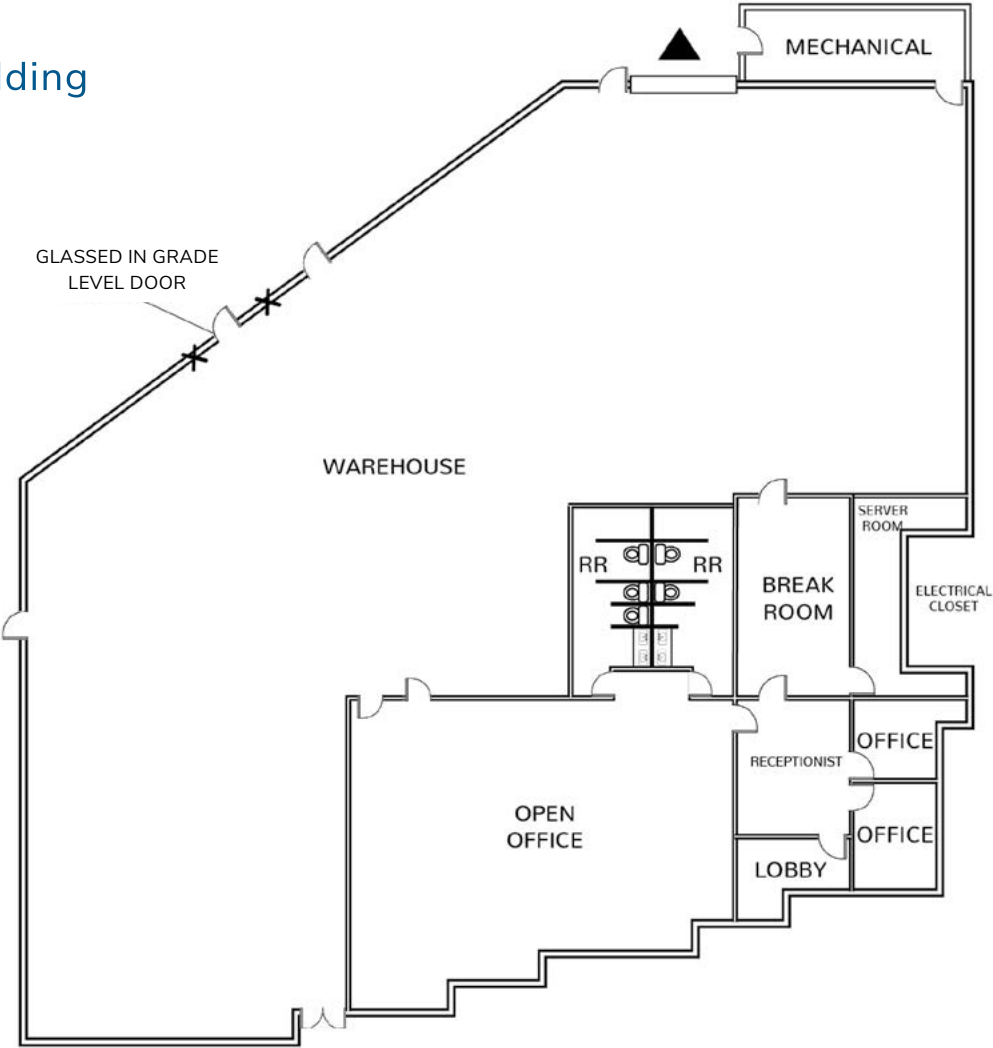 lding
MECHANICAL
GLASSED IN GRADE
LEVEL DOOR
WAREHOUSE
SERVER
ROOM
RR
RR
BREAK
ROOM
ELECTRICAL
CLOSET
OFFICE
RECEPTIONIST
OPEN
OFFICE
OFFICE
LOBBY